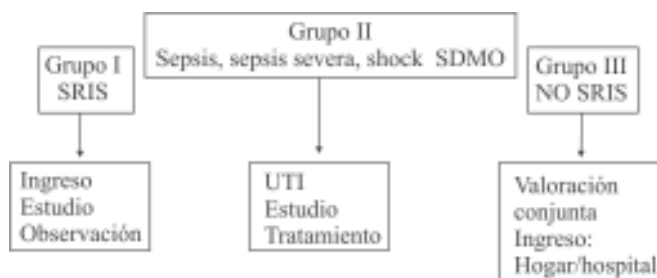 Grupo I
SRIS
Grupo II
Sepsis, sepsis severa, shock SDMO
Grupo III
NO SRIS
Ingreso
Estudio
Observación
UTI
Estudio
Tratamiento
Valoración
conjunta
Ingreso:
Hogar/hospital